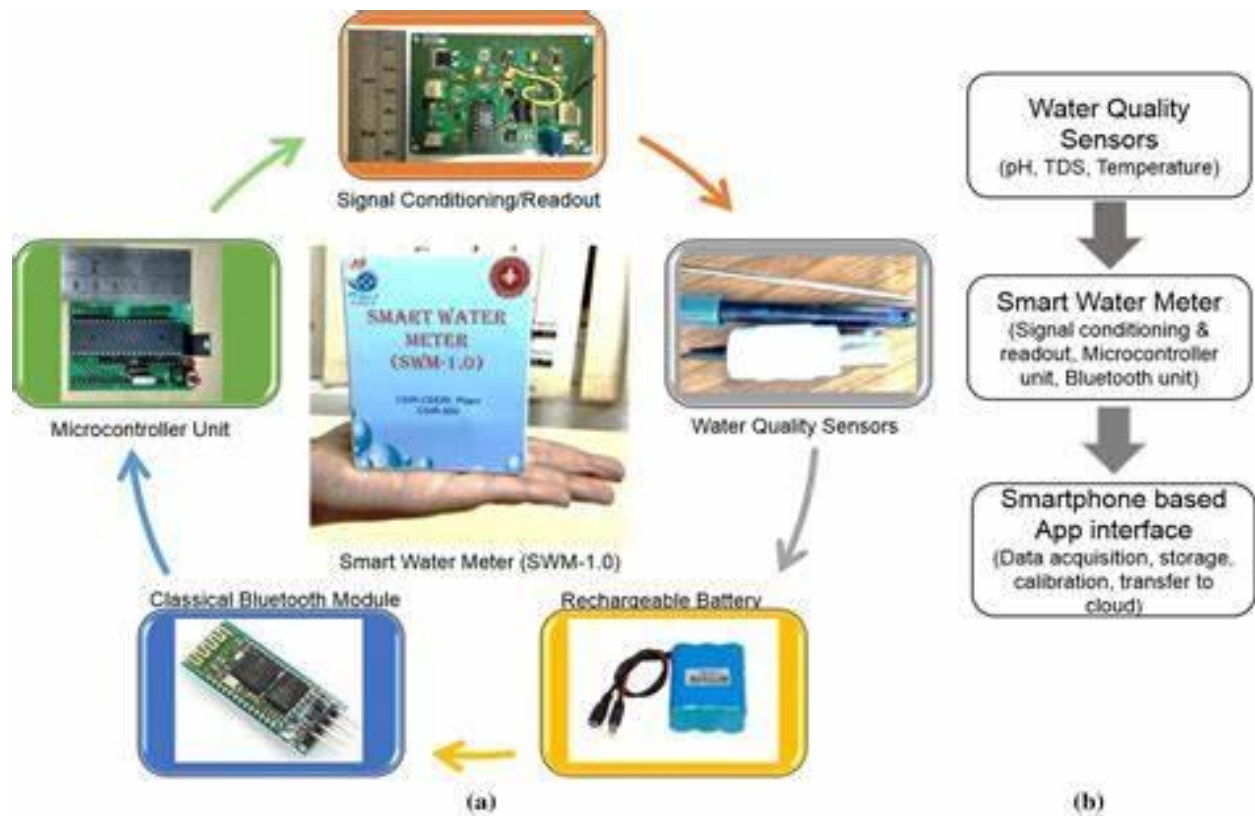 Signal Conditioning/Readout
Microcontroller Unit
SMART WATER
METER
(SWM-1.0)
Water Quality Sensors
Smart Water Meter (SWM-1.0)
Classical Bluetooth Module
Rechargeable Battery
(a)
Water Quality
Sensors
(pH, TDS, Temperature)
Smart Water Meter
(Signal conditioning &
readout, Microcontroller
unit, Bluetooth unit)
Smartphone based
App interface
(Data acquisition, storage,
calibration, transfer to
cloud)
(b)